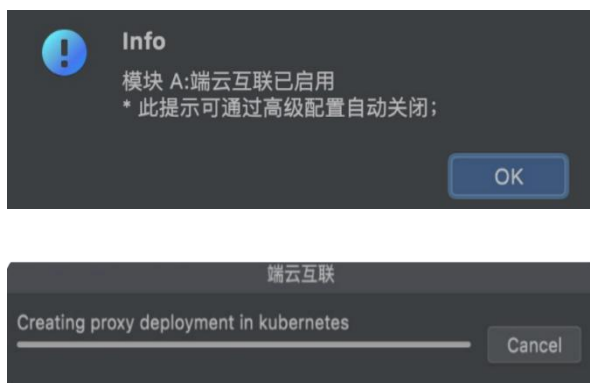 Info
模块 A:端云互联已启用
* 此提示可通过高级配置自动关闭；
OK
端云互联
Creating proxy deployment in kubernetes
Cancel